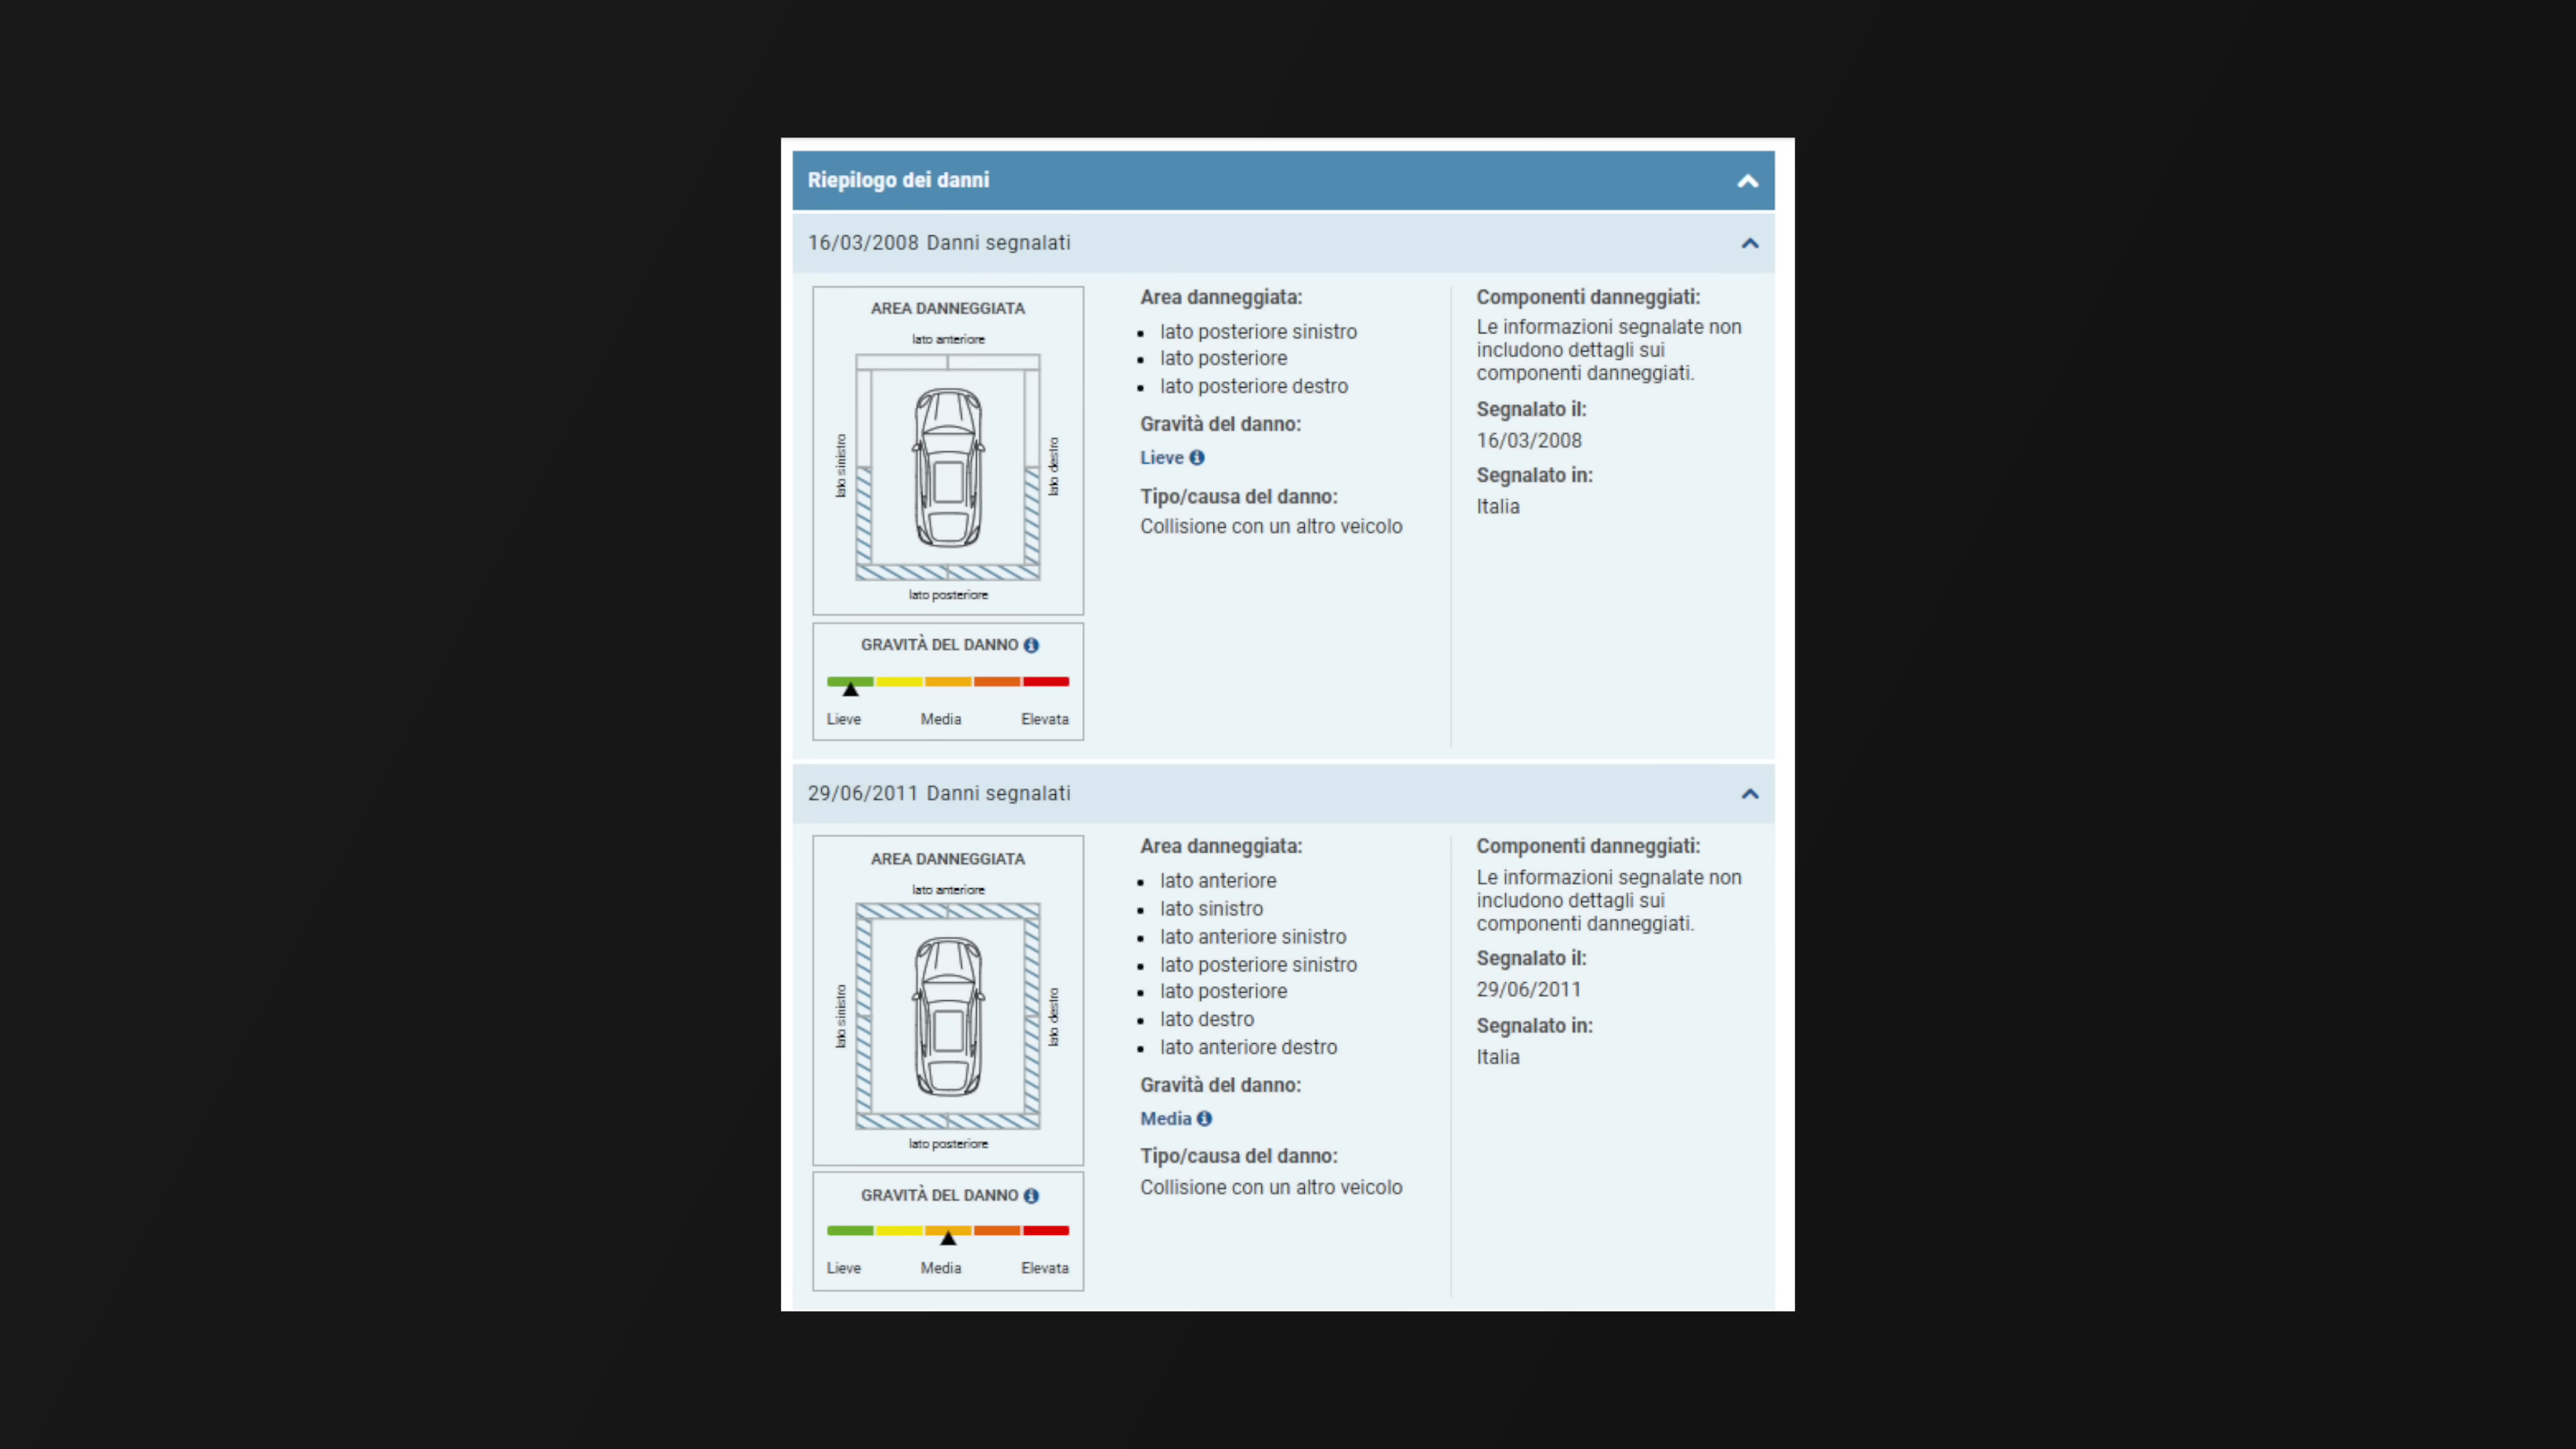 Riepilogo dei danni
16/03/2008 Danni segnalati
AREA DANNEGGIATA
lato anteriore
lato sinistro
lato destro
lato posteriore
GRAVITÀ DEL DANNO
Lieve
Media
Elevata
Area danneggiata:
lato posteriore sinistro
lato posteriore
lato posteriore destro
Gravità del danno:
Lieve
Tipo/causa del danno:
Collisione con un altro veicolo
Componenti danneggiati:
Le informazioni segnalate non
includono dettagli sui
componenti danneggiati.
Segnalato il:
16/03/2008
Segnalato in:
Italia
29/06/2011 Danni segnalati
AREA DANNEGGIATA
lato anteriore
lato sinistro
lato destro
lato posteriore
GRAVITÀ DEL DANNO
Lieve
Media
Elevata
Area danneggiata:
lato anteriore
lato sinistro
lato anteriore sinistro
lato posteriore sinistro
lato posteriore
lato destro
lato anteriore destro
Gravità del danno:
Media
Tipo/causa del danno:
Collisione con un altro veicolo
Componenti danneggiati:
Le informazioni segnalate non
includono dettagli sui
componenti danneggiati.
Segnalato il:
29/06/2011
Segnalato in:
Italia